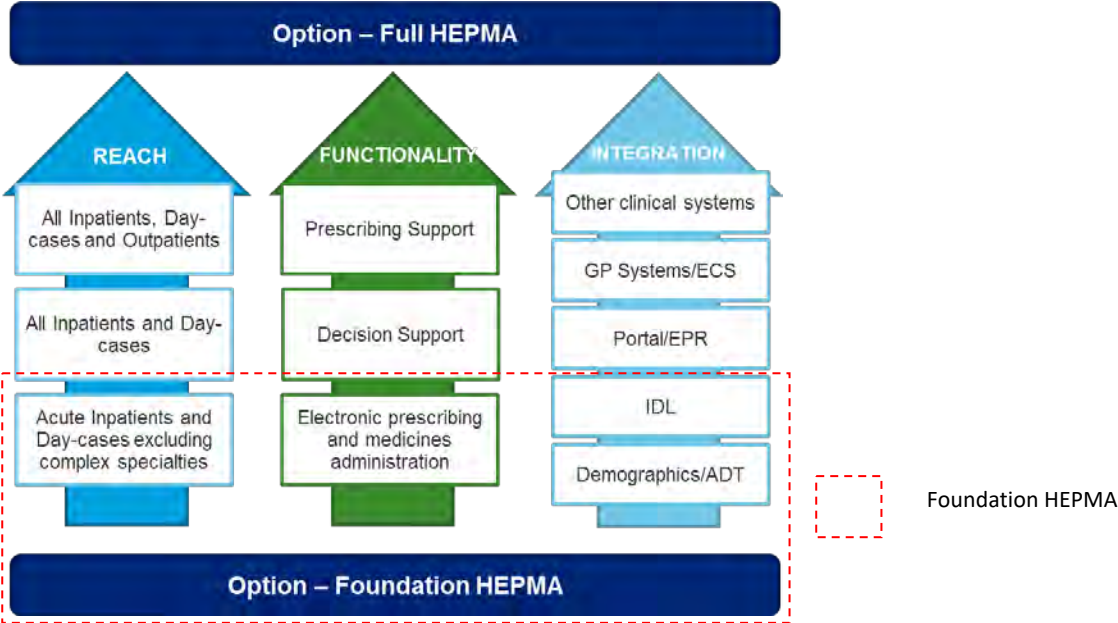 Option – Full HEPMA
REACH
All Inpatients, Day-
cases and Outpatients
All Inpatients and Day-
cases
Acute Inpatients and
Day-cases excluding
complex specialties
FUNCTIONALITY
Prescribing Support
Decision Support
Electronic prescribing
and medicines
administration
INTEGRATION
Other clinical systems
GP Systems/ECS
Portal/EPR
IDL
Demographics/ADT
Foundation HEPMA
Option – Foundation HEPMA